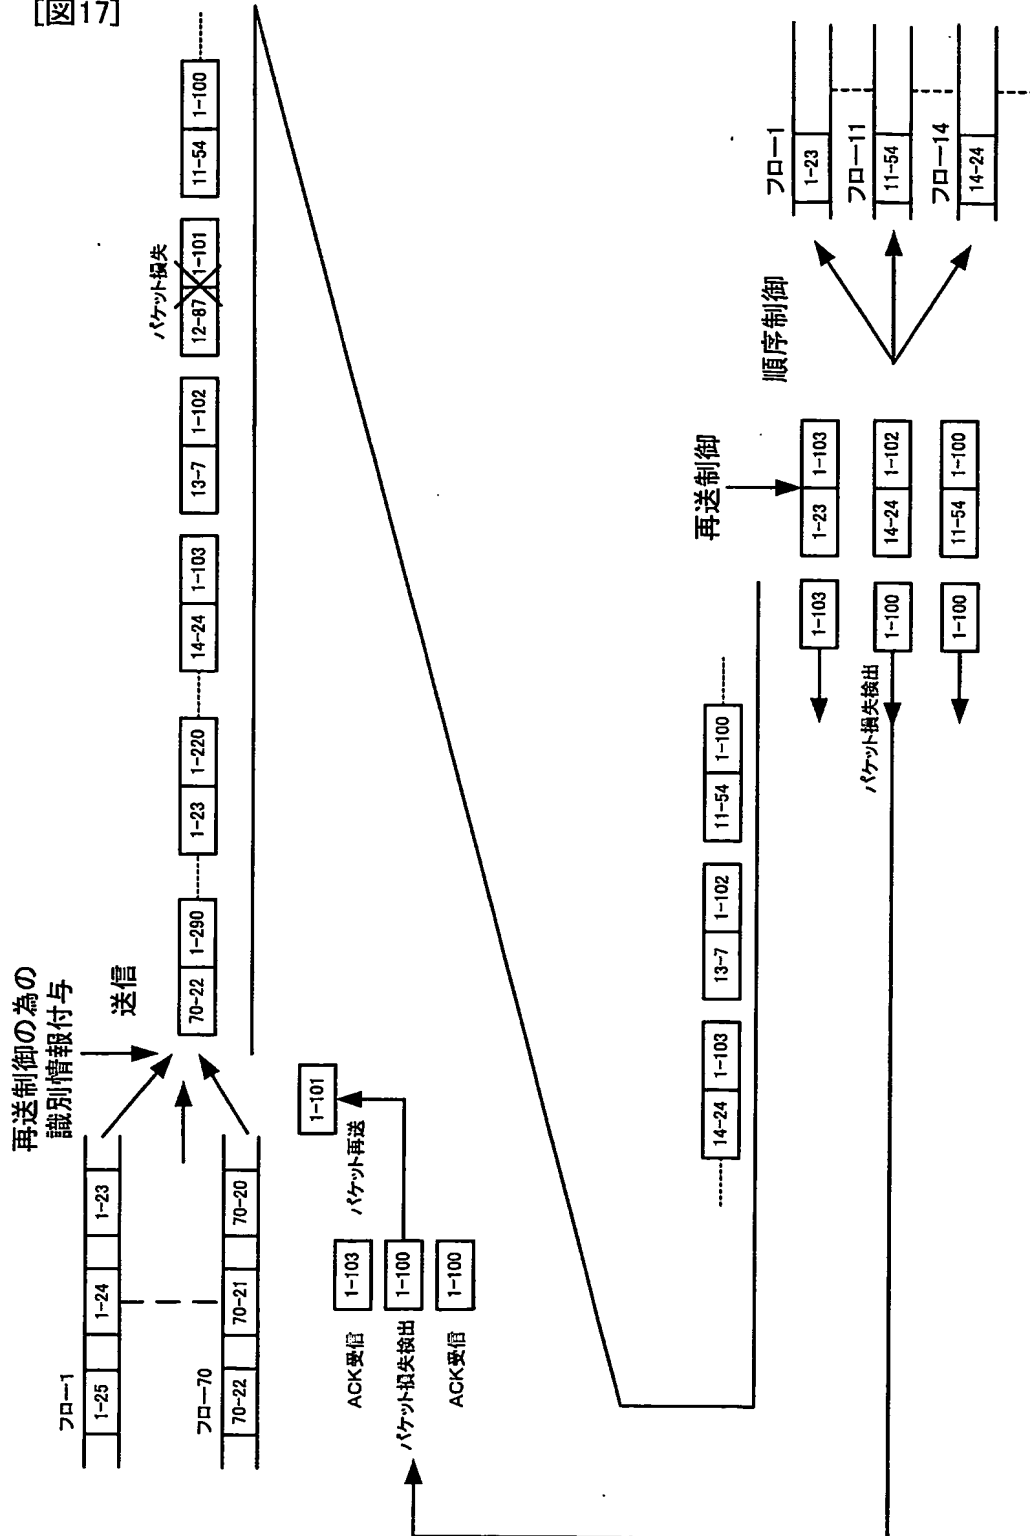 [図17]
再送制御の為の
識別情報付与
送信
フロー1
1-25
1-24
1-23
フロー70
70-22
70-21
70-20
70-22
1-290
1-23
1-220
14-24
1-103
13-7
1-102
パケット損失
12-87
1-101
11-54
1-100
ACK受信
1-103
パケット損失検出
1-100
ACK受信
1-100
パケット再送
1-101
14-24
1-103
13-7
1-102
11-54
1-100
再送制御
1-103
1-23
1-103
パケット損失検出
1-100
14-24
1-102
1-100
11-54
1-100
順序制御
フロー1
1-23
フロー11
11-54
フロー14
14-24